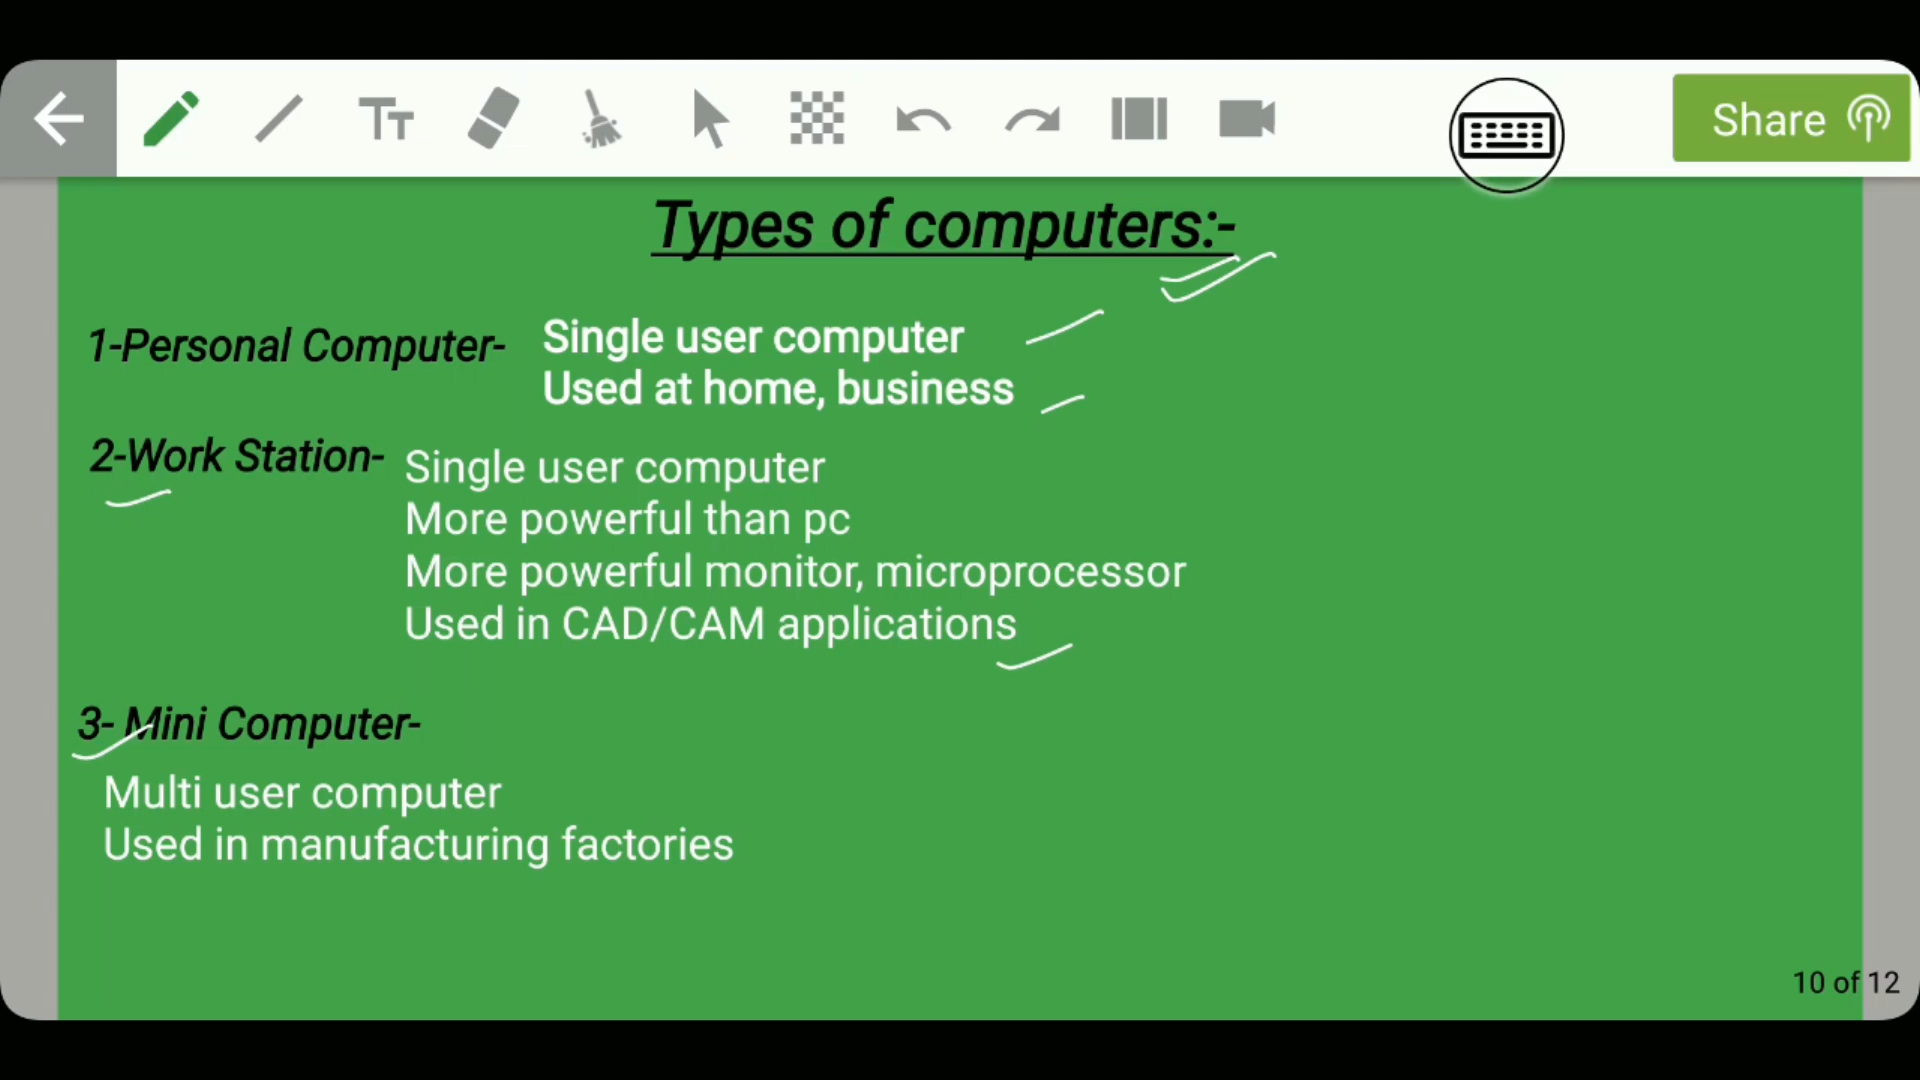 Share
Types of computers:-
1-Personal Computer-
Single user computer
Used at home, business
2-Work Station-
Single user computer
More powerful than pc
More powerful monitor, microprocessor
Used in CAD/CAM applications
3- Mini Computer-
Multi user computer
Used in manufacturing factories
10 of 12